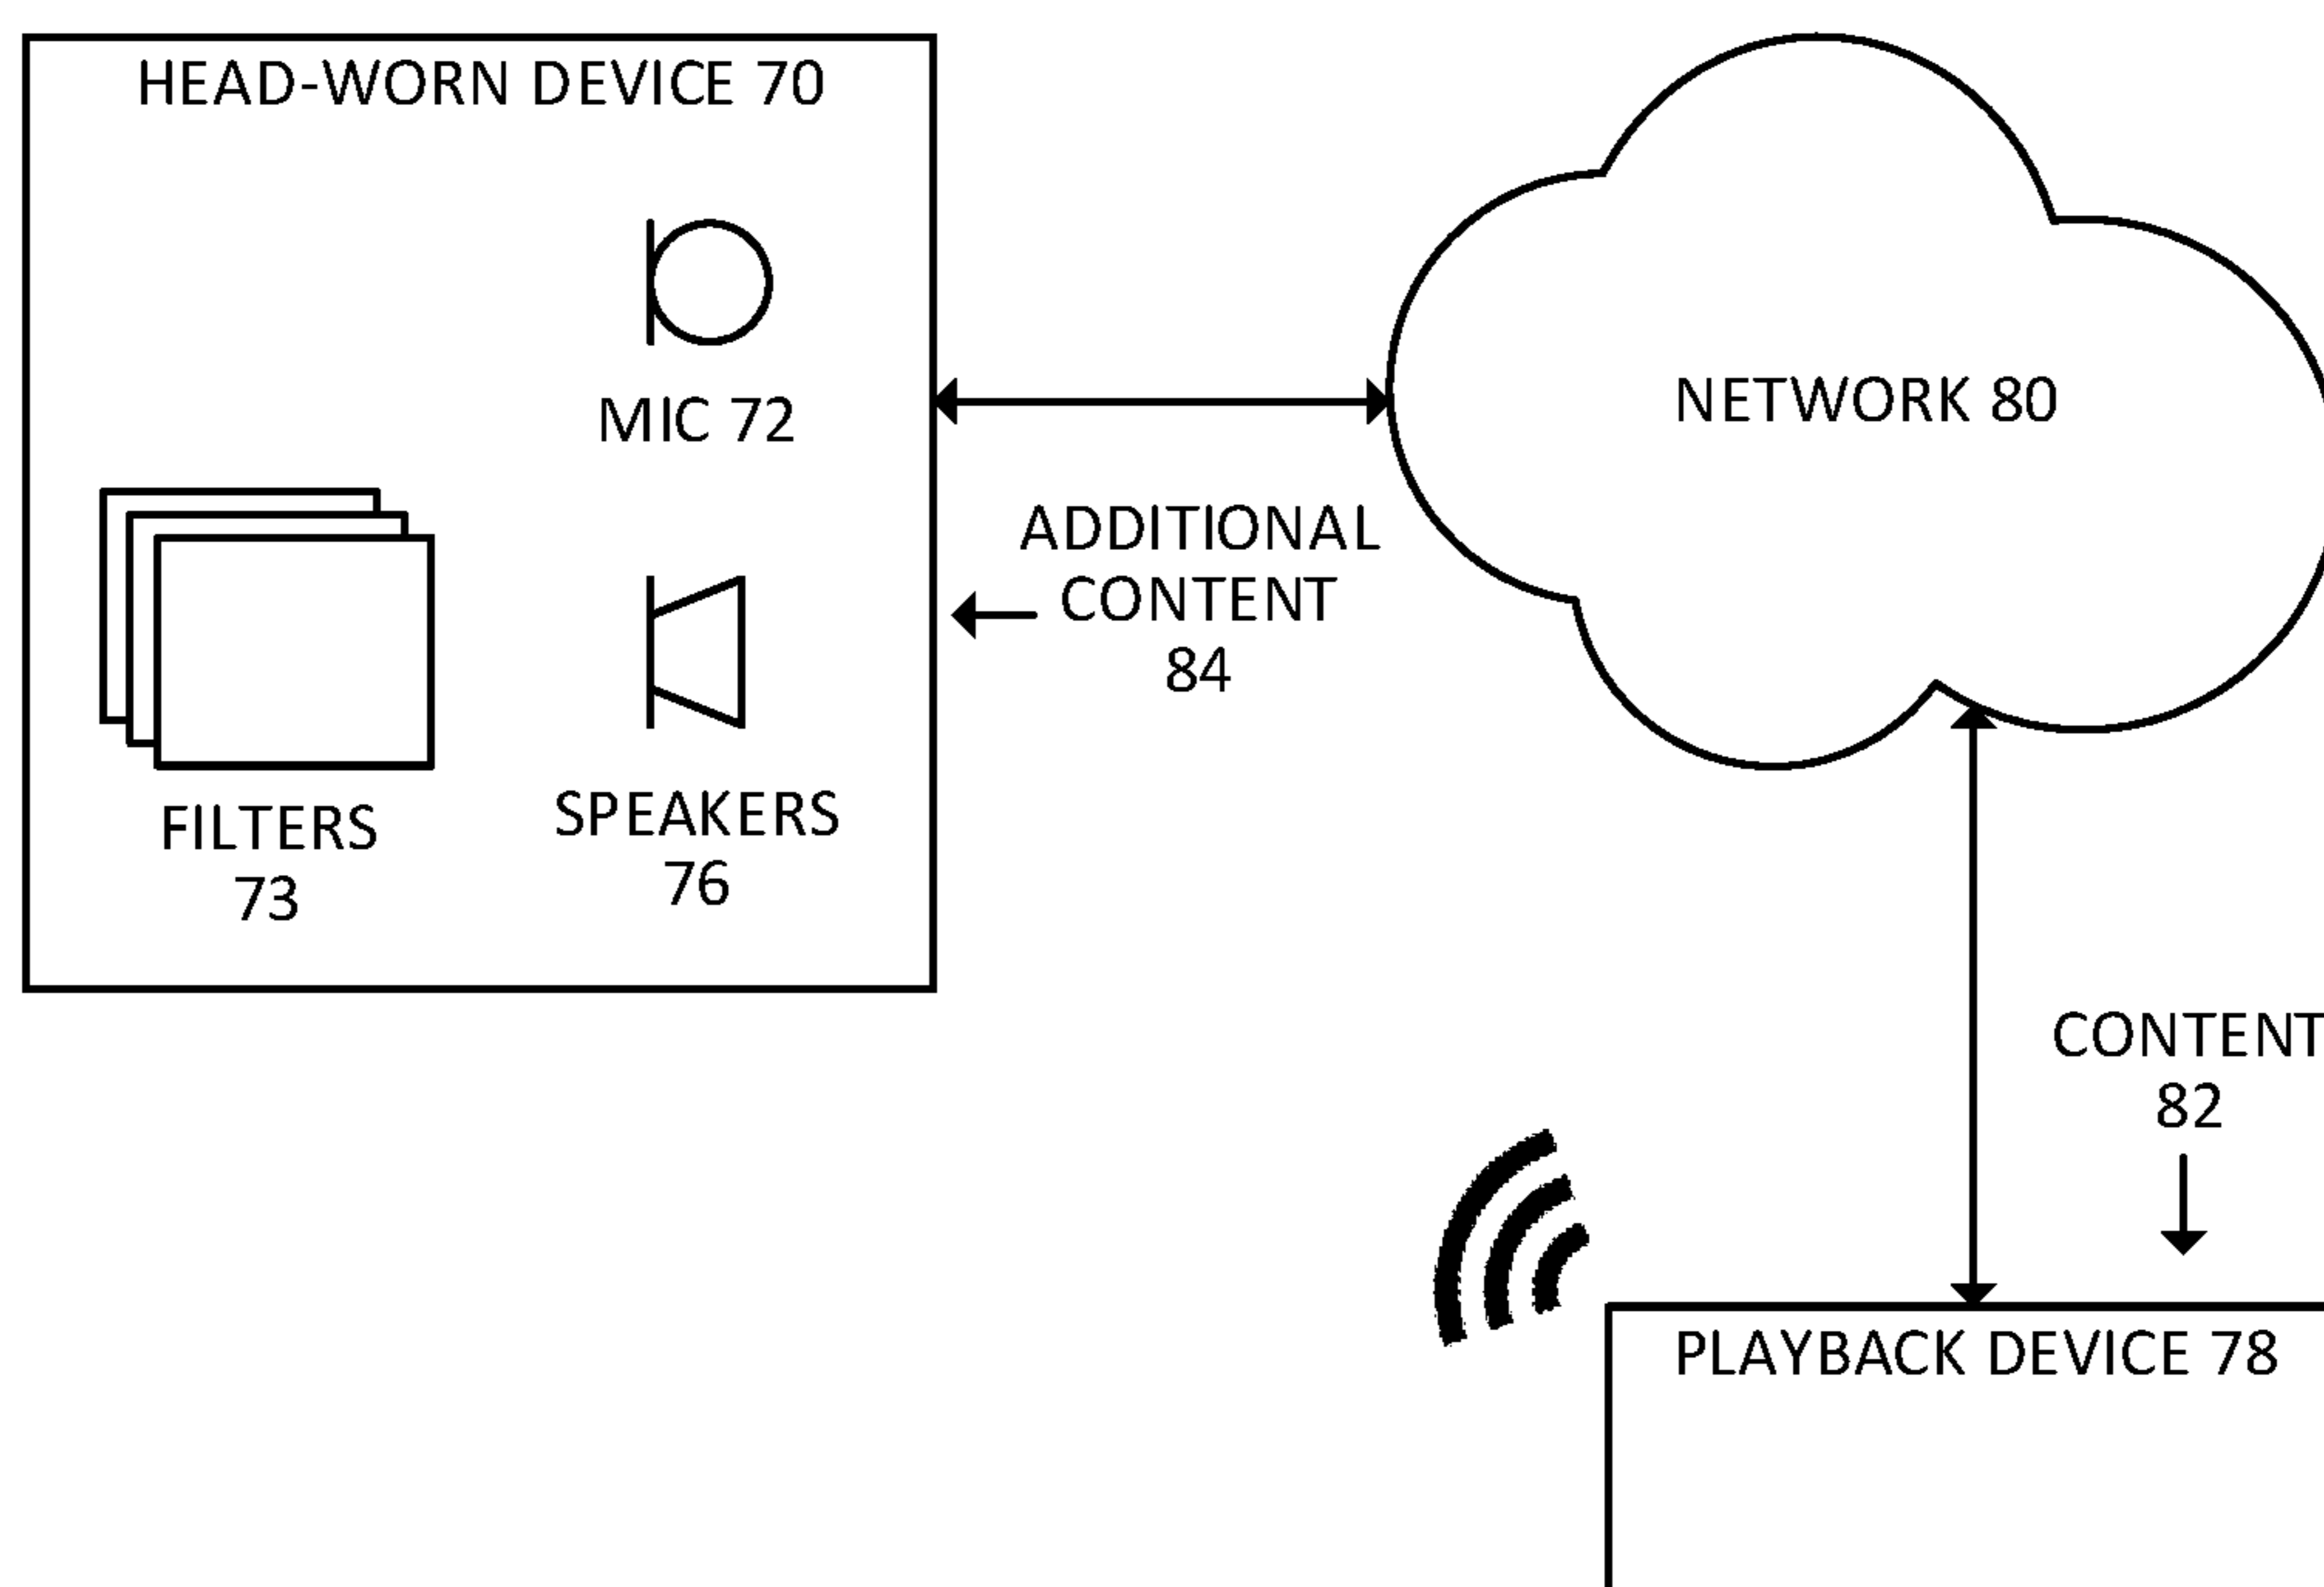 HEAD-WORN DEVICE 70
MIC 72
FILTERS
73
SPEAKERS
76
ADDITIONAL
CONTENT
84
NETWORK 80
CONTENT
82
PLAYBACK DEVICE 78